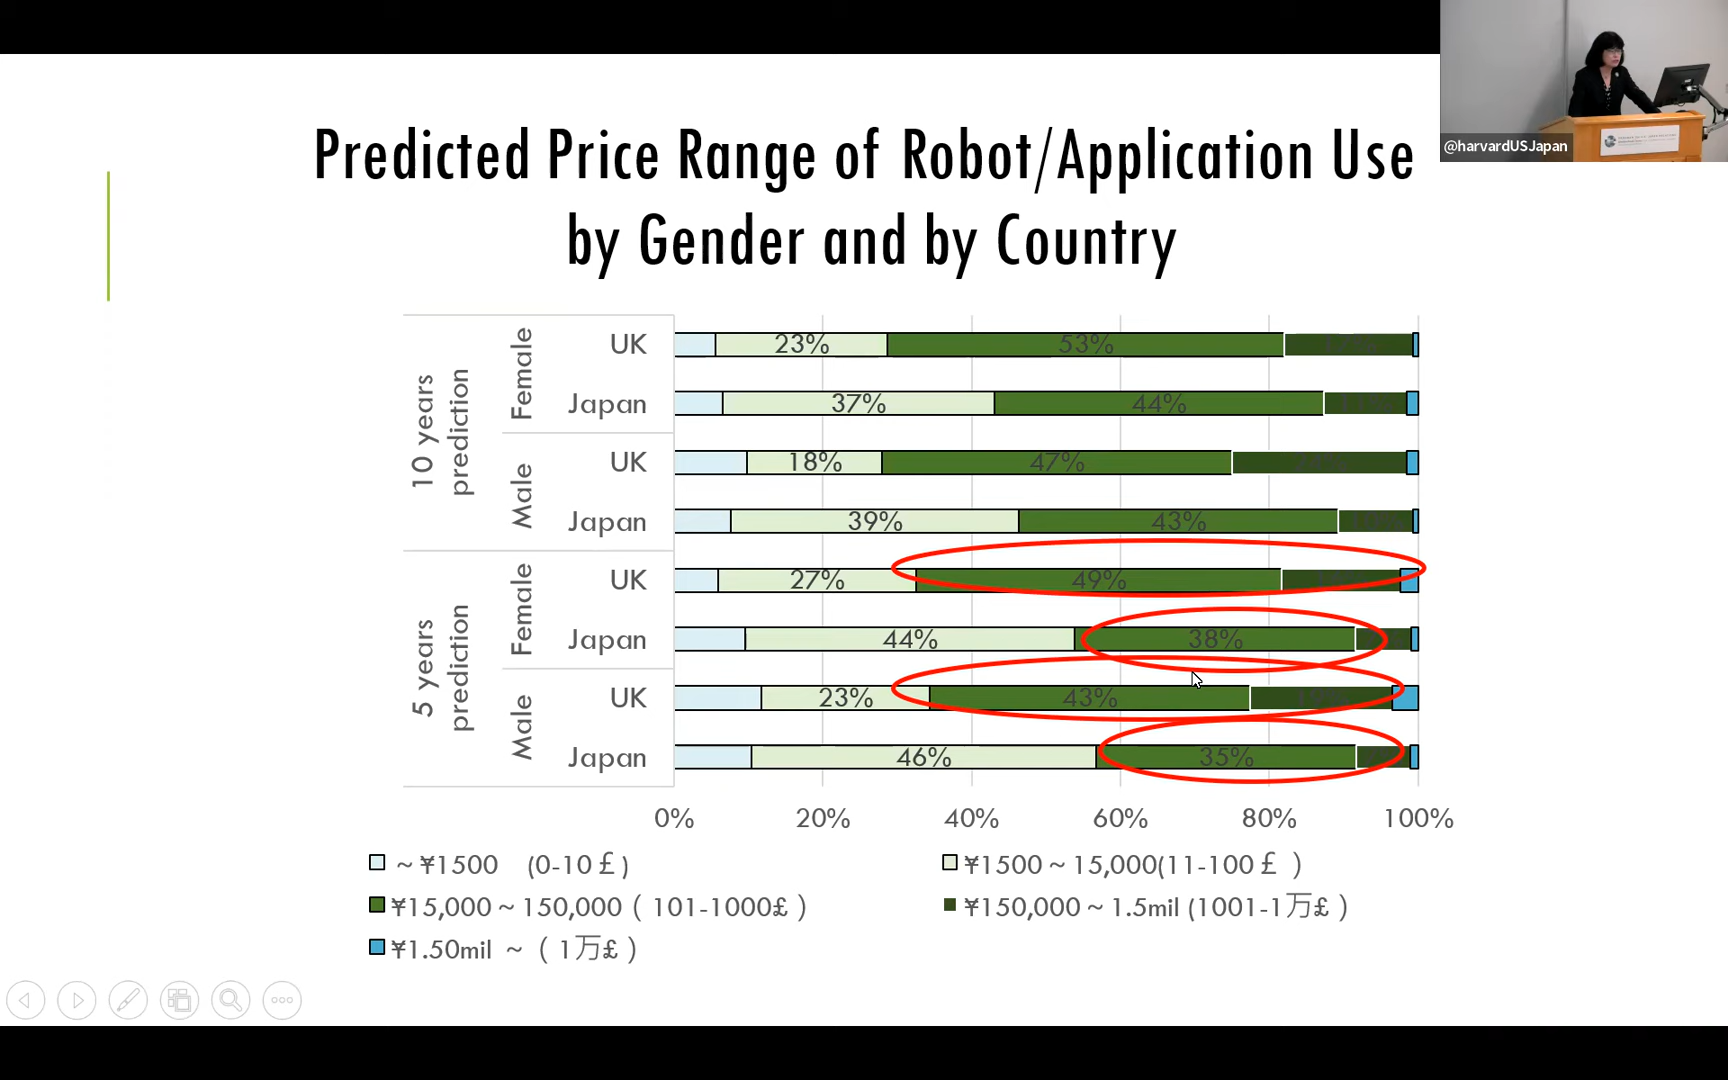 @harvardUSJapan
Predicted Price Range of Robot/Application Use
by Gender and by Country
10 years
prediction
Female
UK
23%
53%
17%
Japan
37%
44%
11%
Male
UK
18%
47%
Japan
39%
43%
10%
5 years
prediction
Female
UK
27%
49%
Japan
44%
38%
Male
UK
23%
43%
19%
Japan
46%
35%
0% 20% 40% 60% 80% 100%
~¥1500 (0-10£)
¥1500~15,000(11-100£ )
¥15,000~150,000( 101-1000£ )
¥150,000~1.5mil (1001-1万£)
¥1.50mil ~ ( 1万£)